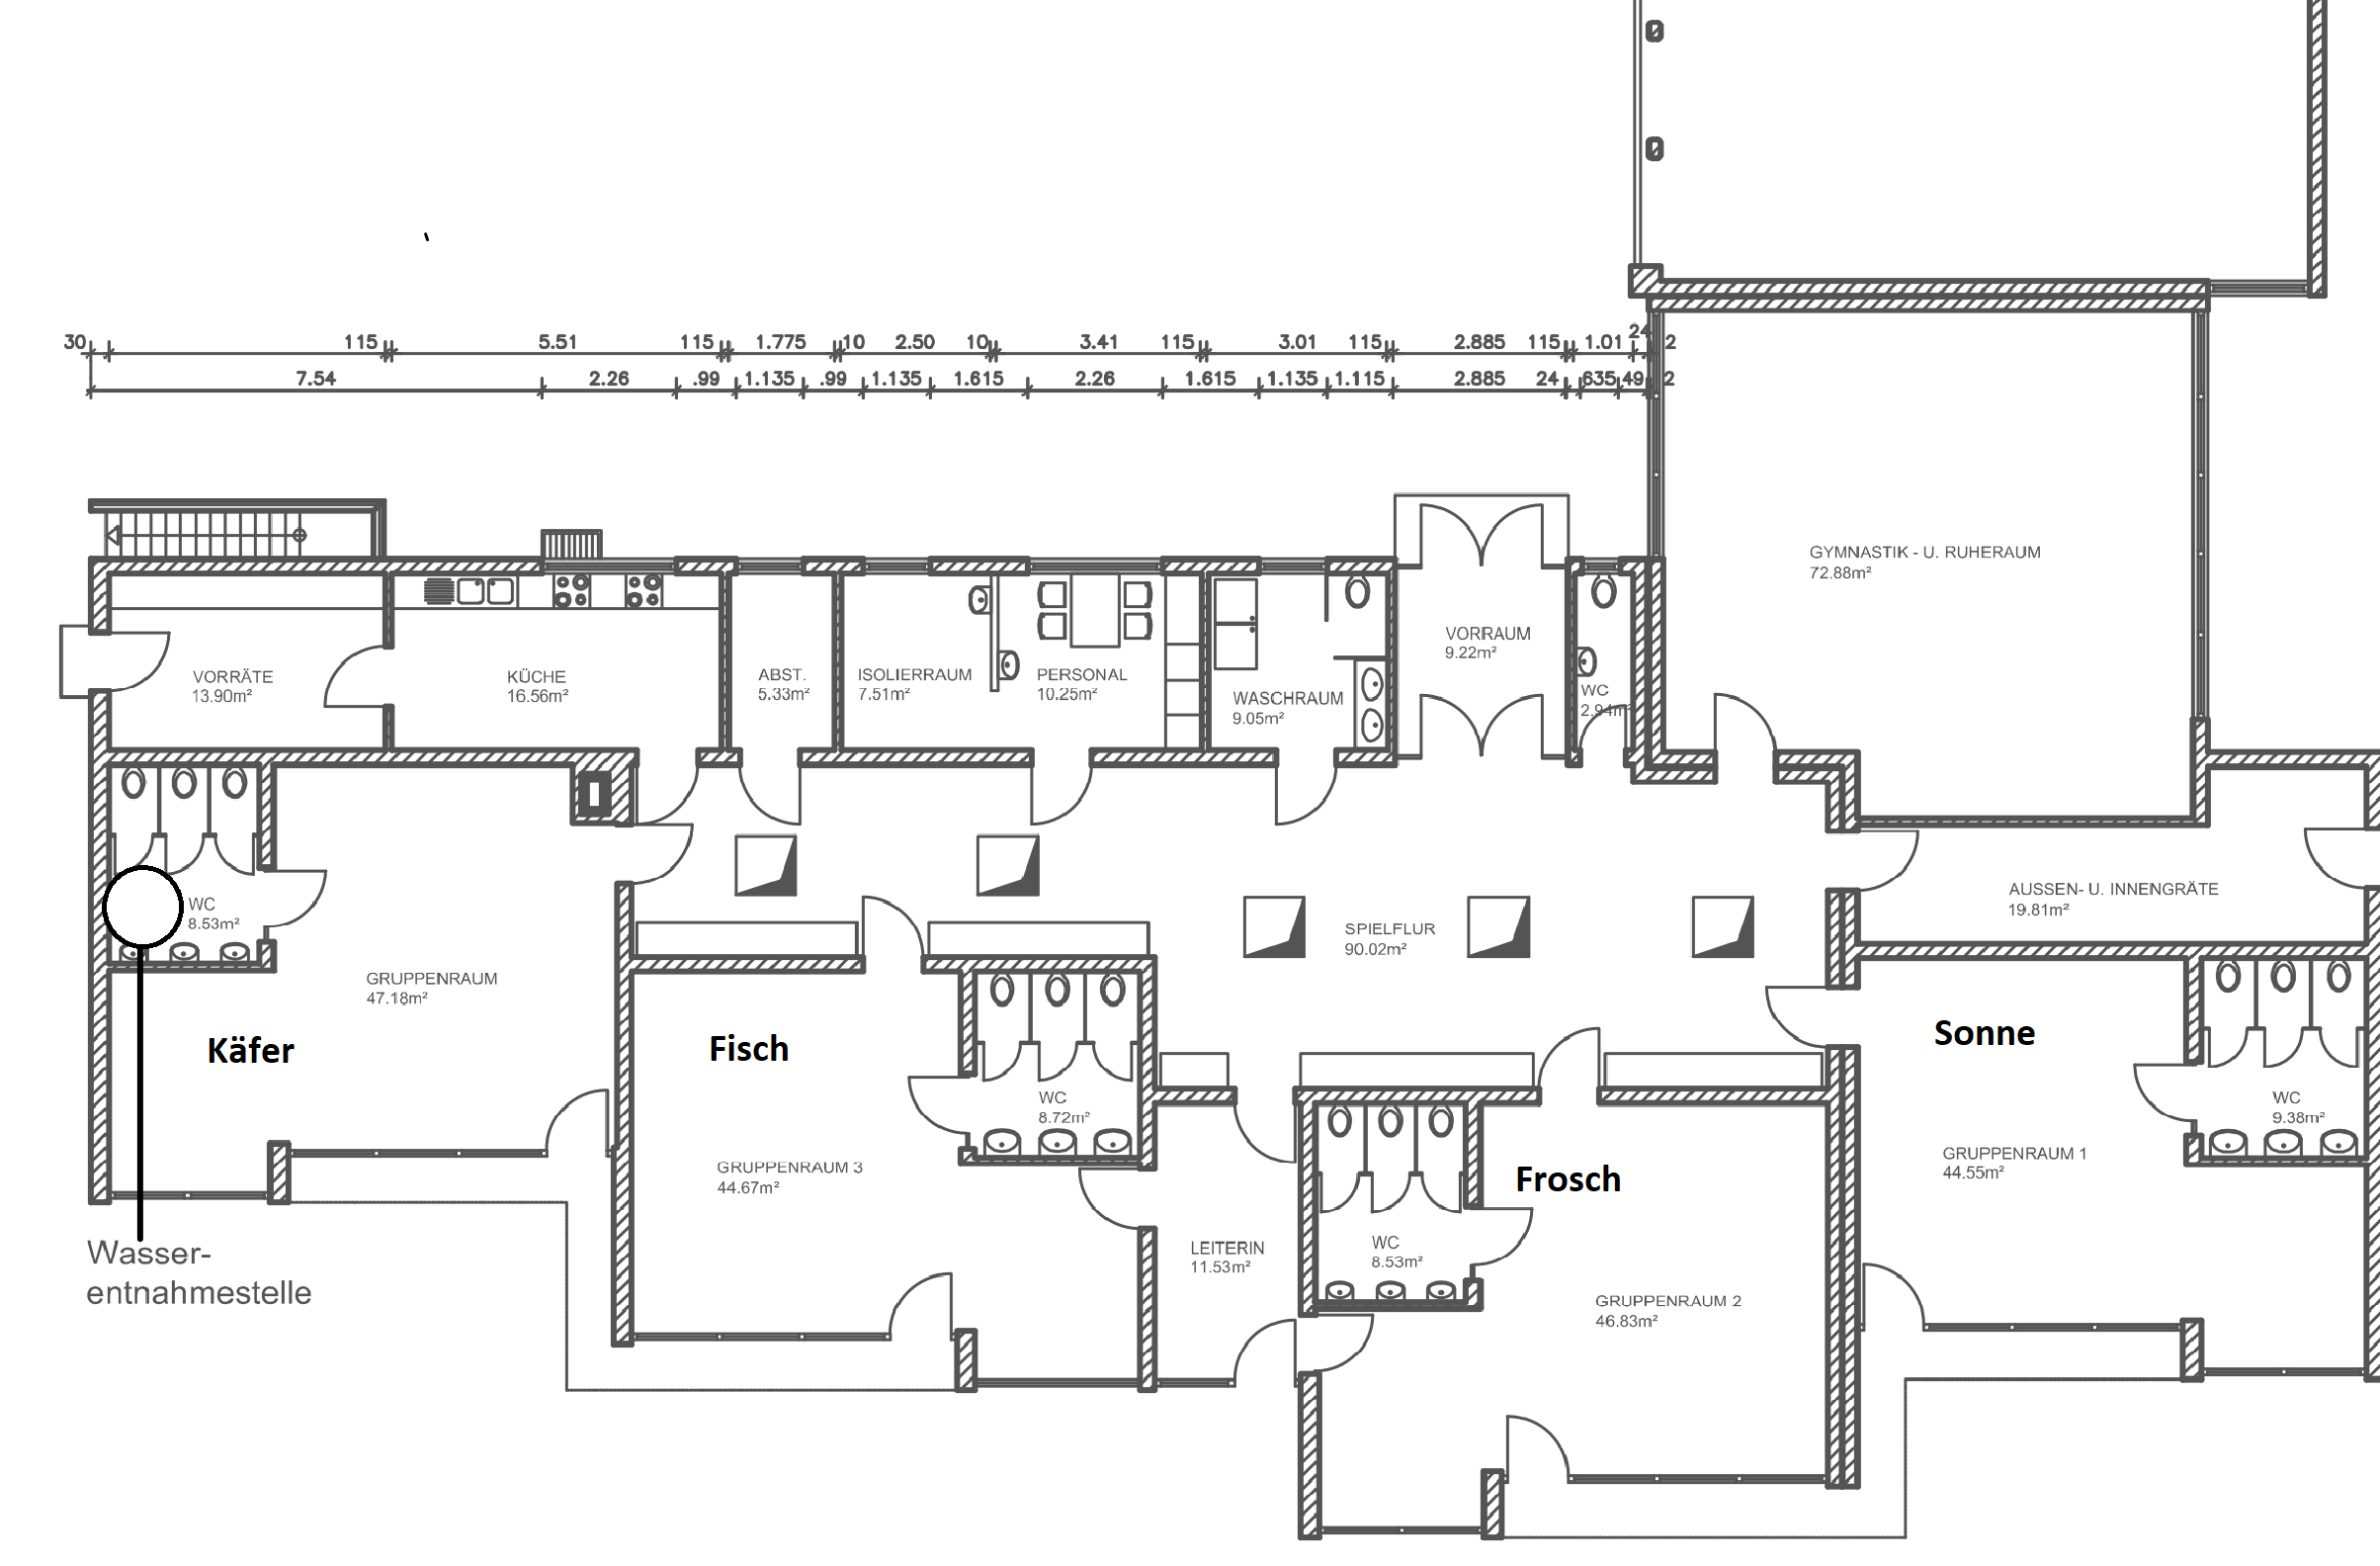 30 115 5.51 115 1.775 10 2.50 10 3.41 115 3.01 115 2.885 115 1.01 24 2
7.54 2.26 .99 1.135 .99 1.135 1.615 2.26 1.615 1.135 1.115 2.885 24 635 49 2
GYMNASTIK - U. RUHERAUM
72.88m²
VORRÄTE
13.90m²
KÜCHE
16.56m²
ABST.
5.33m²
ISOLIERRAUM
7.51m²
PERSONAL
10.25m²
WASCHRAUM
9.05m²
VORRAUM
9.22m²
WC
2.94m²
WC
8.53m²
GRUPPENRAUM
47.18m²
Käfer
SPIELFLUR
90.02m²
AUSSEN- U. INNENGRÄTE
19.81m²
Fisch
WC
8.72m²
GRUPPENRAUM 3
44.67m²
Sonne
WC
9.38m²
GRUPPENRAUM 1
44.55m²
Frosch
LEITERIN
11.53m²
WC
8.53m²
GRUPPENRAUM 2
46.83m²
Wasser-
entnahmestelle